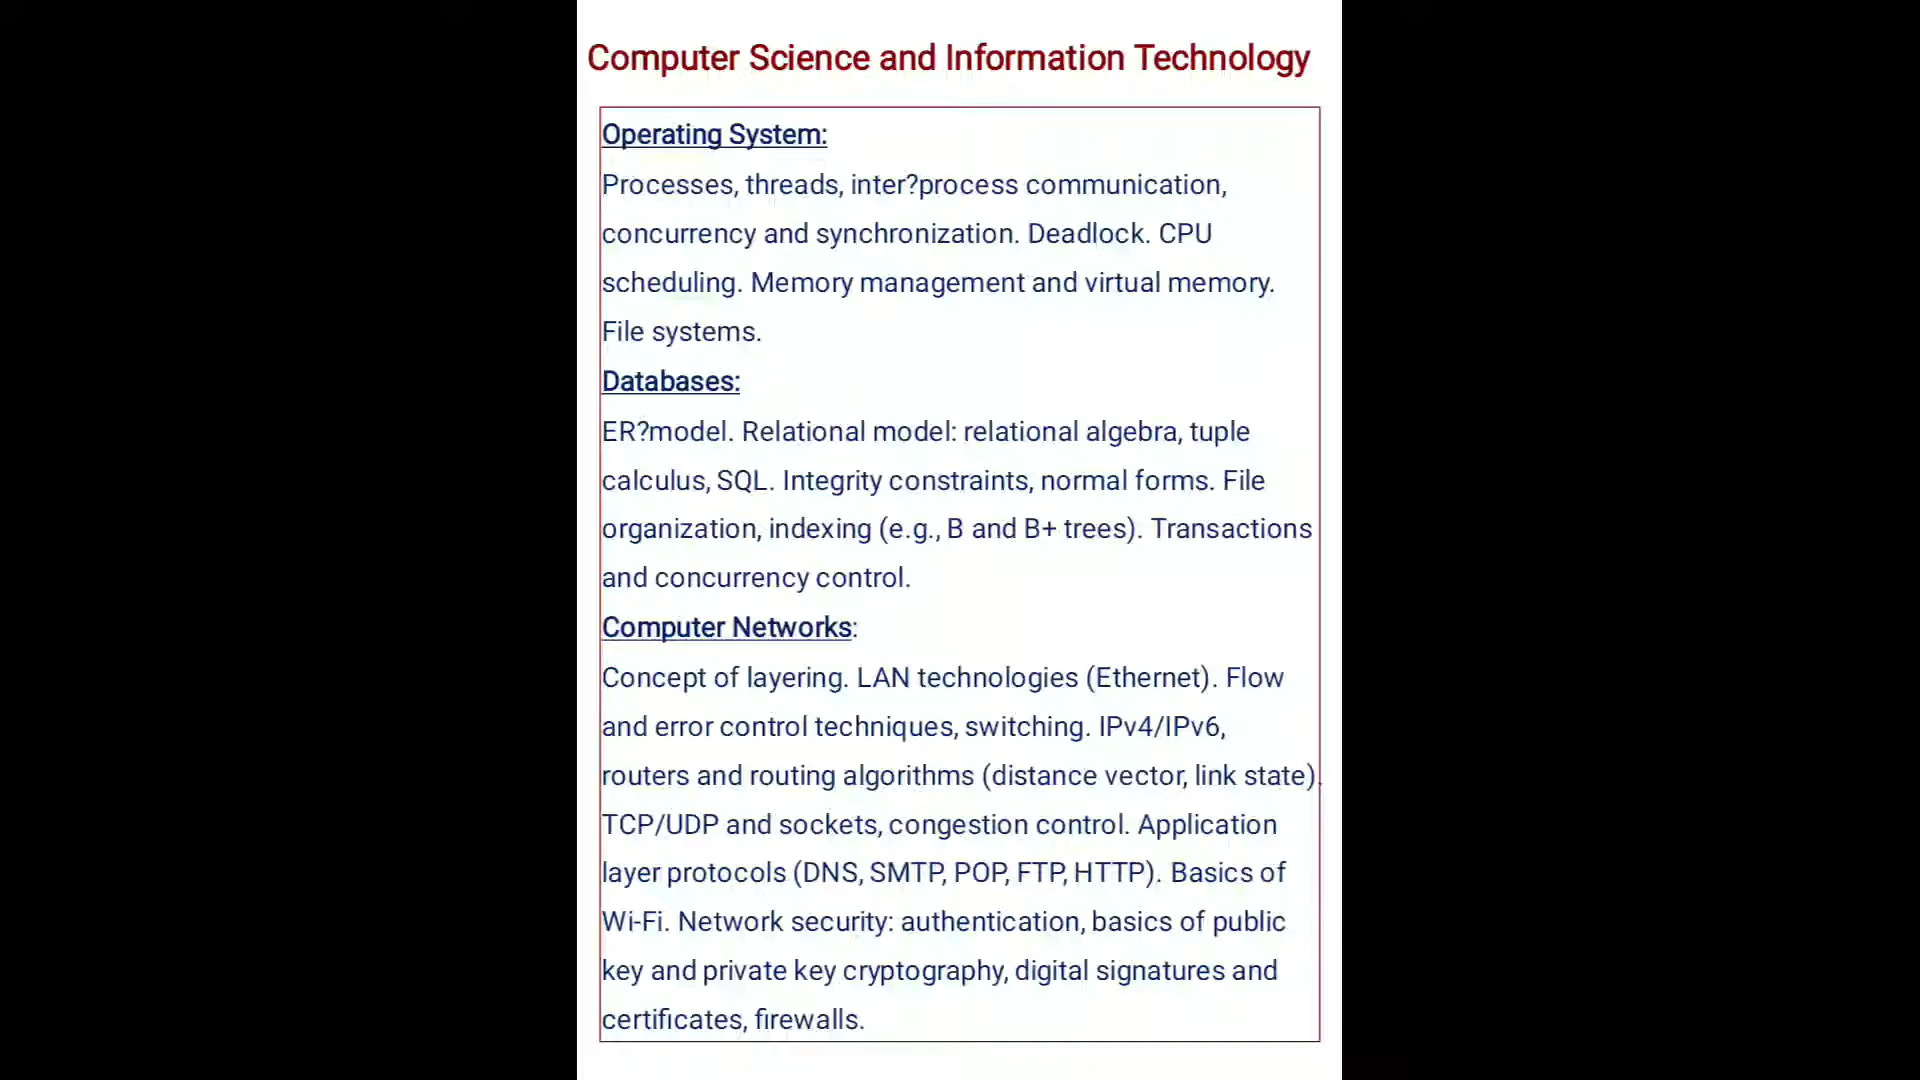 Computer Science and Information Technology
Operating System:
Processes, threads, inter?process communication,
concurrency and synchronization. Deadlock. CPU
scheduling. Memory management and virtual memory.
File systems.
Databases:
ER?model. Relational model: relational algebra, tuple
calculus, SQL. Integrity constraints, normal forms. File
organization, indexing (e.g., B and B+ trees). Transactions
and concurrency control.
Computer Networks:
Concept of layering. LAN technologies (Ethernet). Flow
and error control techniques, switching. IPv4/IPv6,
routers and routing algorithms (distance vector, link state).
TCP/UDP and sockets, congestion control. Application
layer protocols (DNS, SMTP, POP, FTP, HTTP). Basics of
Wi-Fi. Network security: authentication, basics of public
key and private key cryptography, digital signatures and
certificates, firewalls.